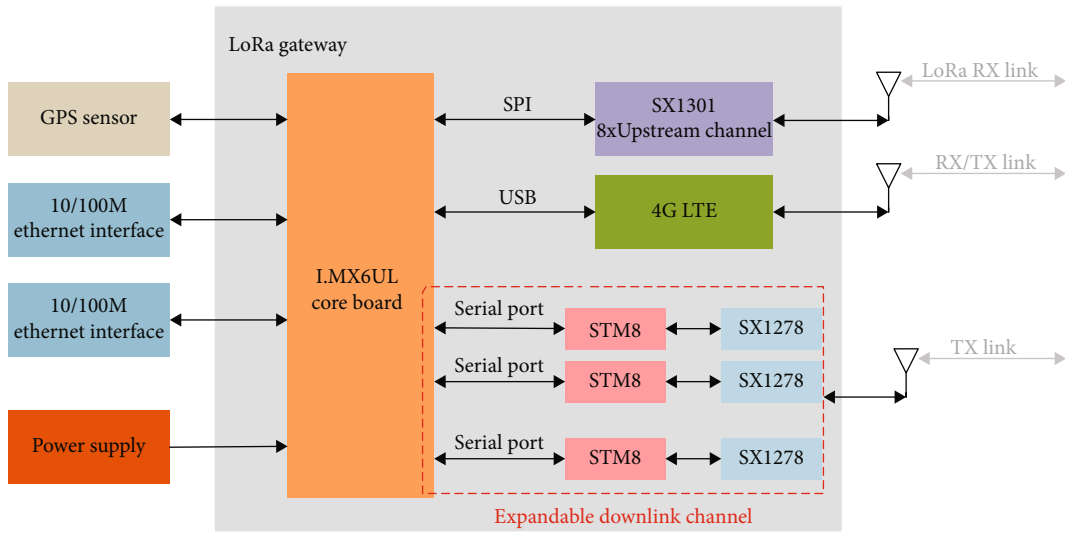 LoRa gateway
GPS sensor
10/100M
ethernet interface
10/100M
ethernet interface
Power supply
I.MX6UL
core board
SPI
SX1301
8xUpstream channel
LoRa RX link
USB
4G LTE
RX/TX link
Serial port
STM8
SX1278
Serial port
STM8
SX1278
Serial port
STM8
SX1278
TX link
Expandable downlink channel